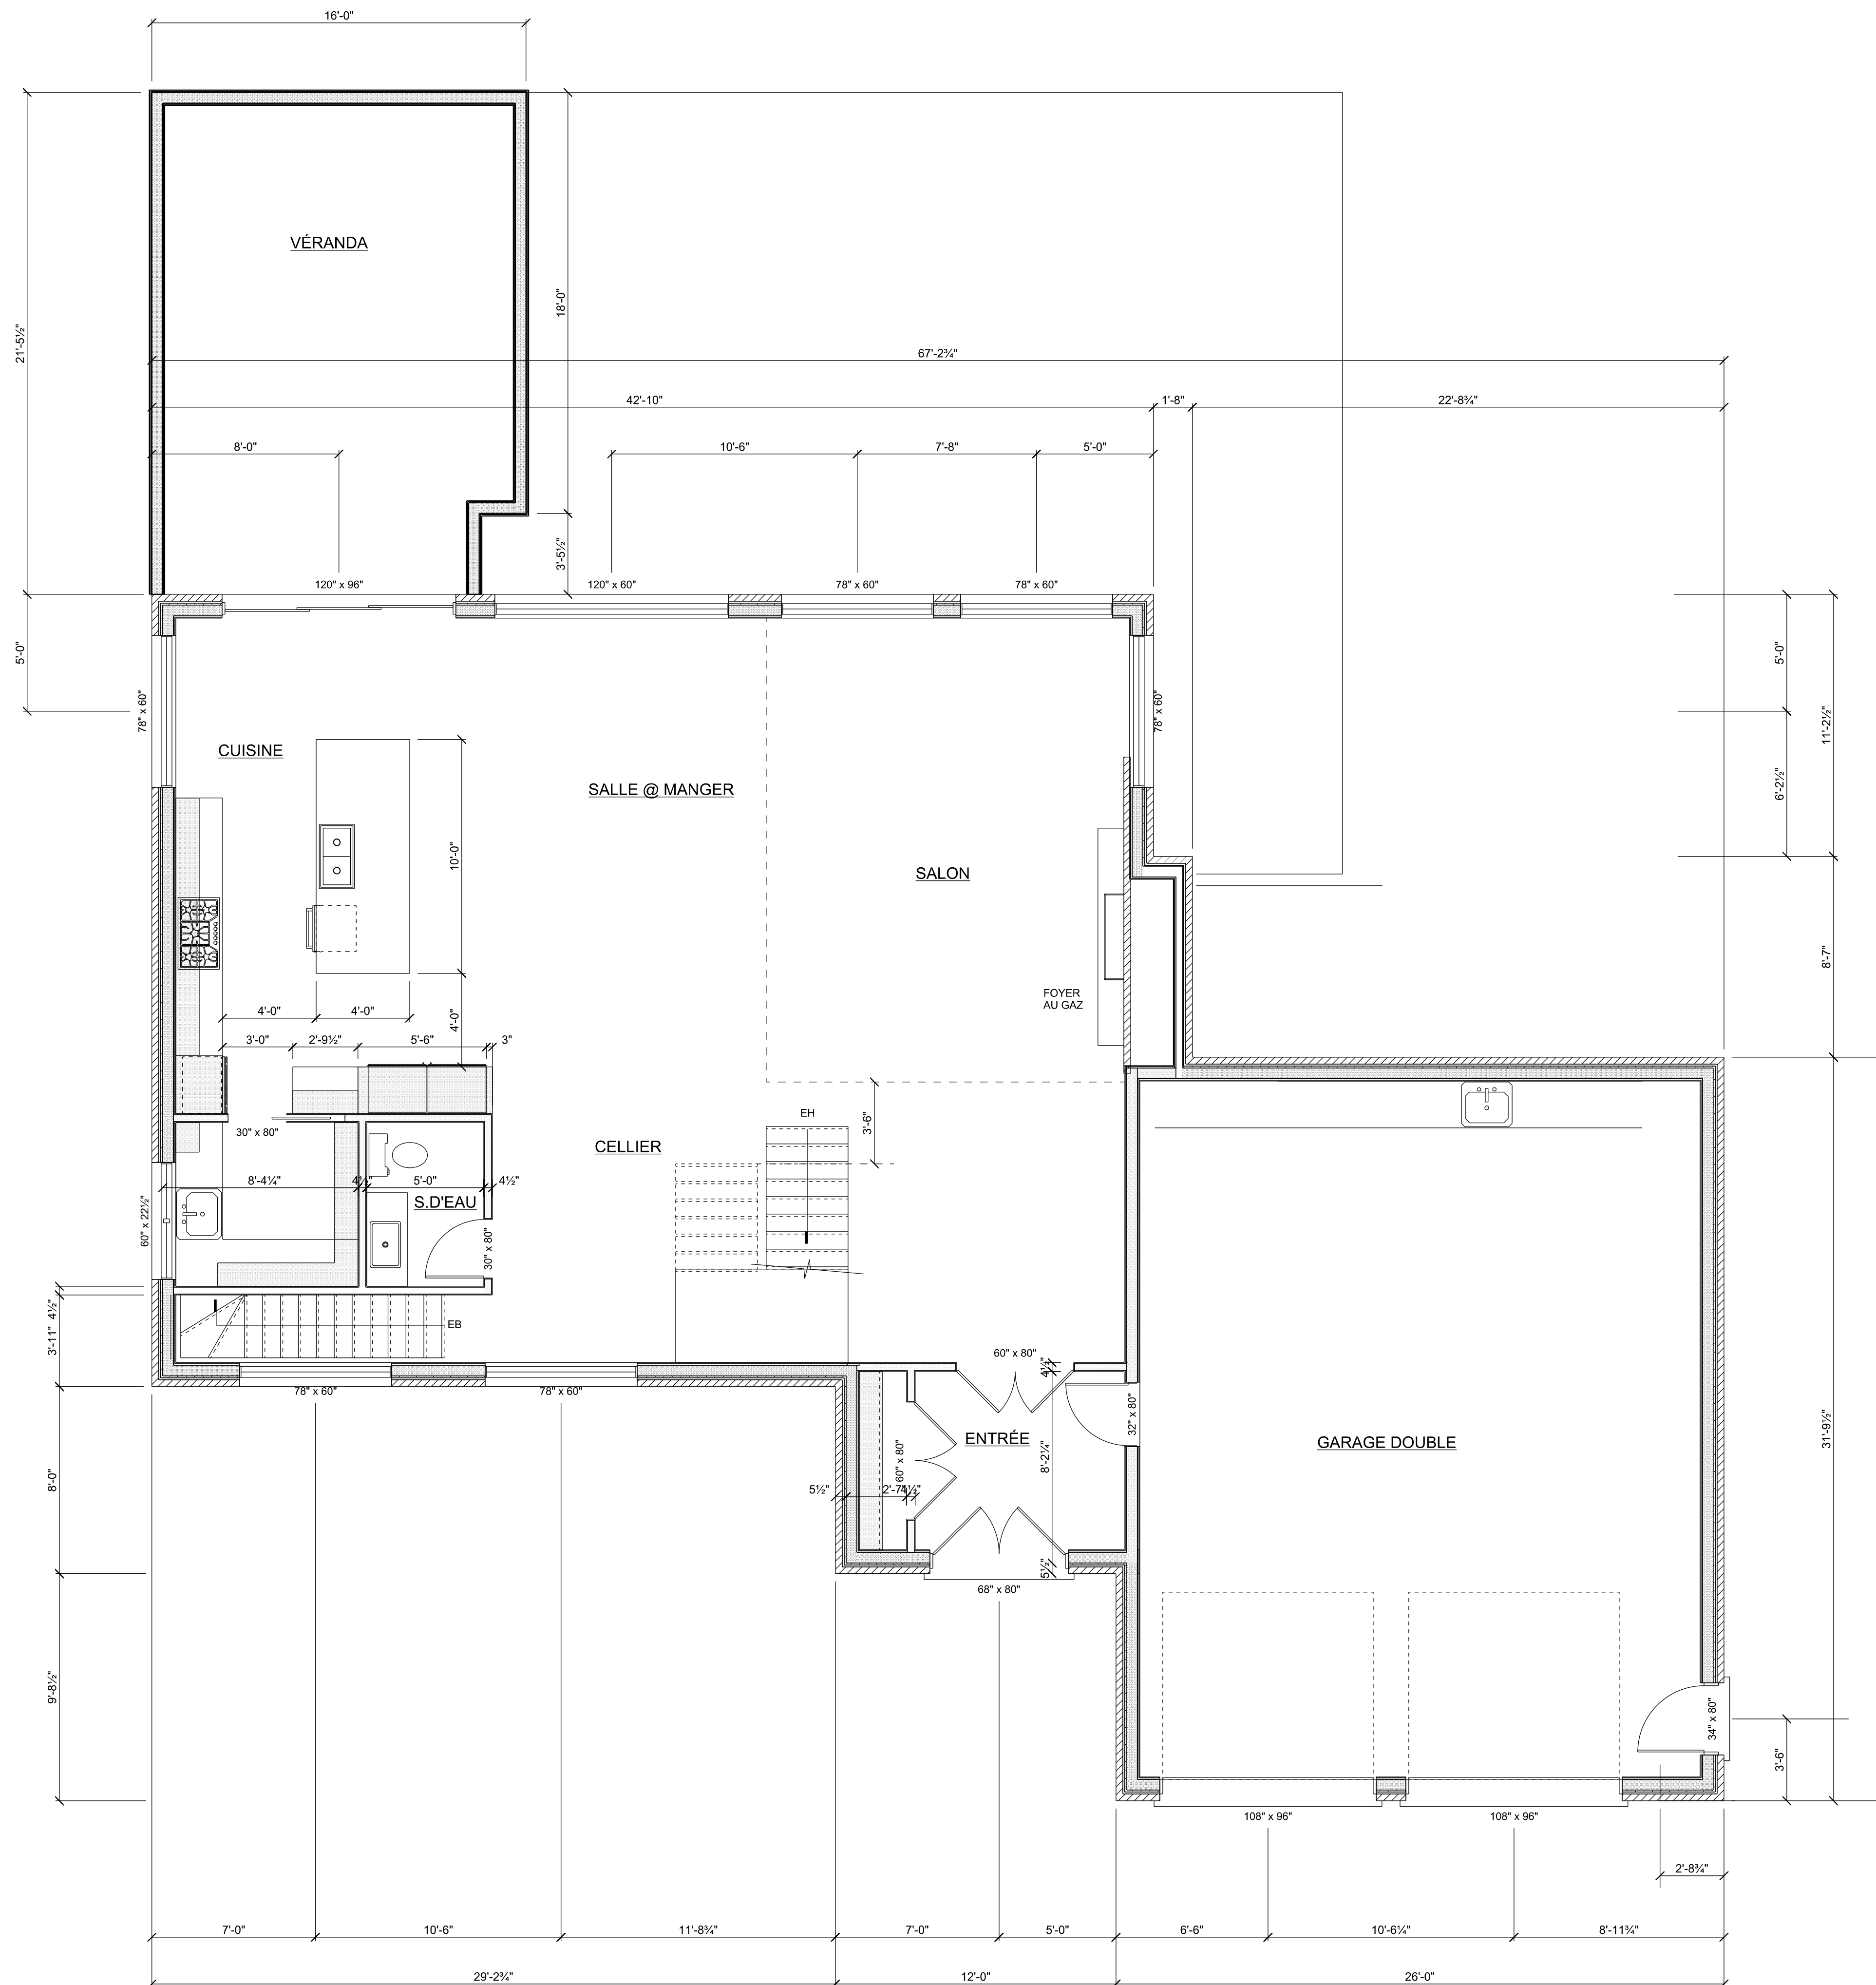 16'-0"
VÉRANDA
18'-0"
21'-5½"
67'-2¾"
42'-10" 1'-8" 22'-8¾"
8'-0" 10'-6" 7'-8" 5'-0"
3'-5½"
120" x 96" 120" x 60" 78" x 60" 78" x 60"
5'-0"
5'-0"
78" x 60"
78" x 60"
11'-2½"
CUISINE
6'-2½"
SALLE @ MANGER
10'-0"
SALON
8'-7"
FOYER
AU GAZ
4'-0" 4'-0"
4'-0"
3'-0" 2'-9½" 5'-6" 3"
EH
3'-6"
30" x 80"
CELLIER
8'-4¼" 4½" 5'-0" 4½"
S.D'EAU
60" x 22½"
30" x 80"
4½"
3'-11"
EB
60" x 80"
4½"
78" x 60" 78" x 60"
32" x 80"
ENTRÉE
GARAGE DOUBLE
31'-9½"
60" x 80"
8'-2¼"
8'-0"
5½" 2'-7" 4½"
5½"
68" x 80"
9'-8½"
34" x 80"
3'-6"
108" x 96" 108" x 96"
2'-8¾"
7'-0" 10'-6" 11'-8¾" 7'-0" 5'-0" 6'-6" 10'-6¼" 8'-11¾"
29'-2¾" 12'-0" 26'-0"